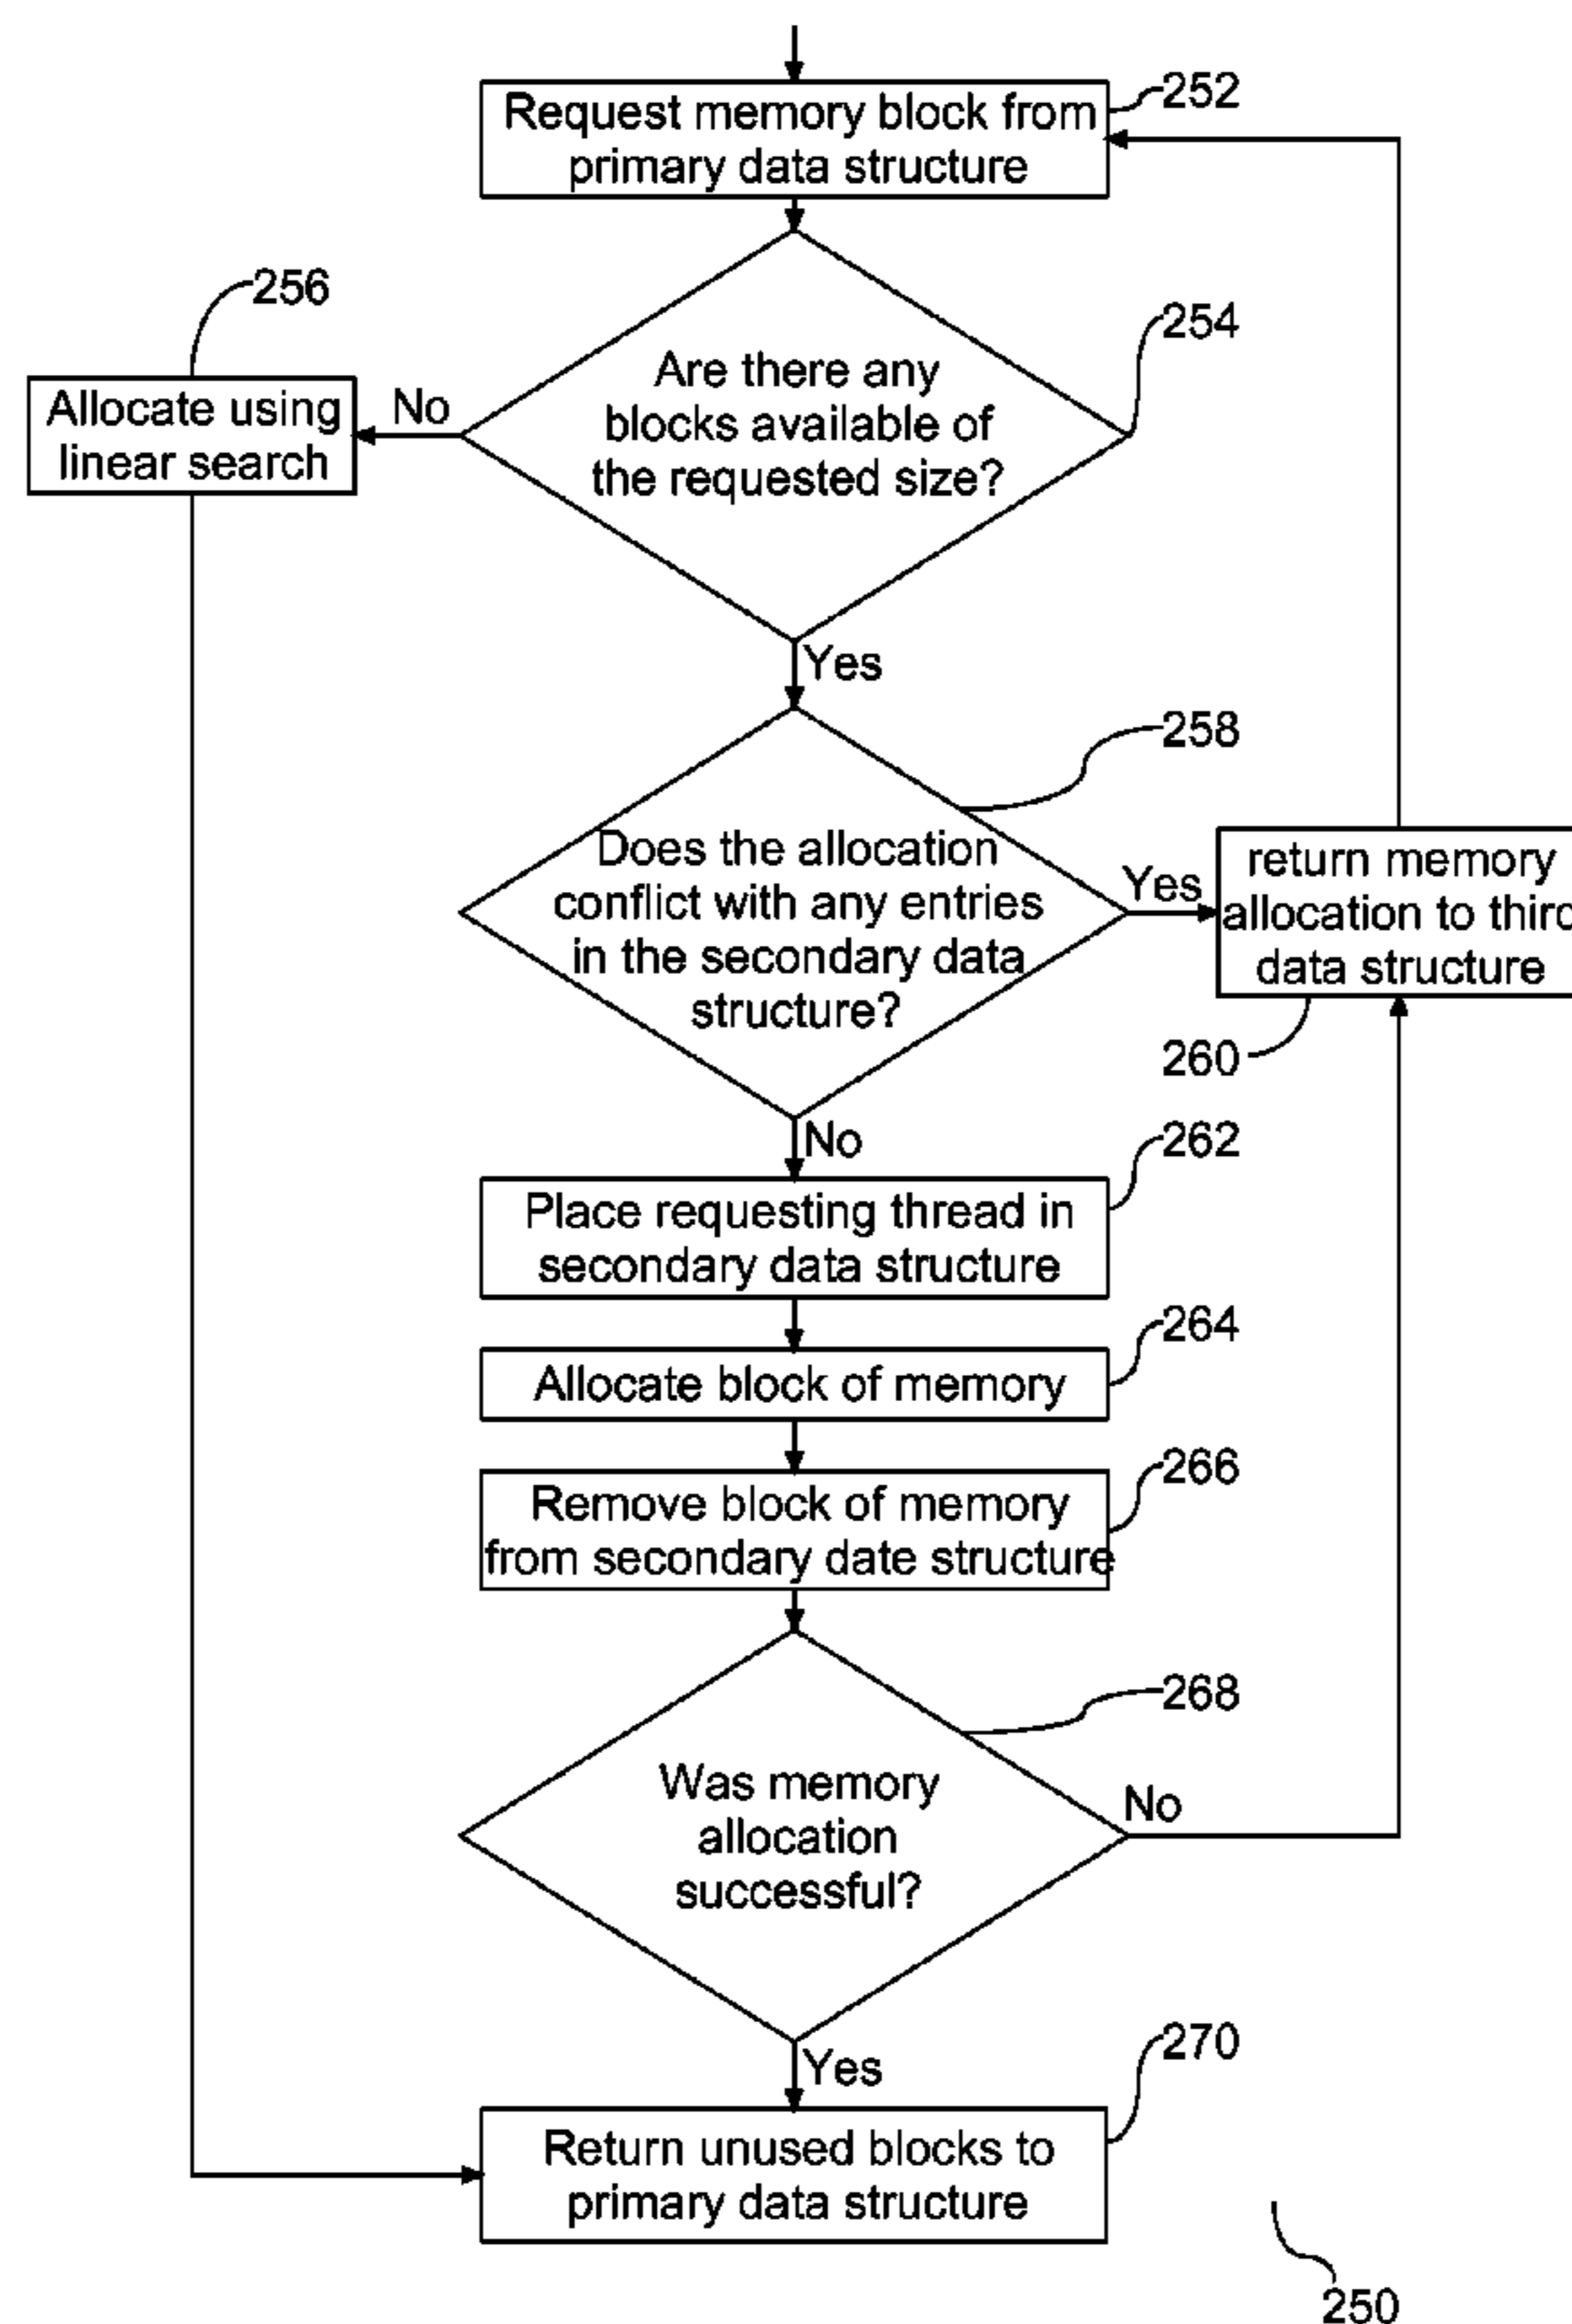 252
Request memory block from
primary data structure
256
254
Are there any
blocks available of
the requested size?
No
Allocate using
linear search
Yes
258
Does the allocation
conflict with any entries
in the secondary data
structure?
Yes
return memory
allocation to third
data structure
260
No
262
Place requesting thread in
secondary data structure
264
Allocate block of memory
266
Remove block of memory
from secondary date structure
268
Was memory
allocation
successful?
No
Yes
270
Return unused blocks to
primary data structure
250